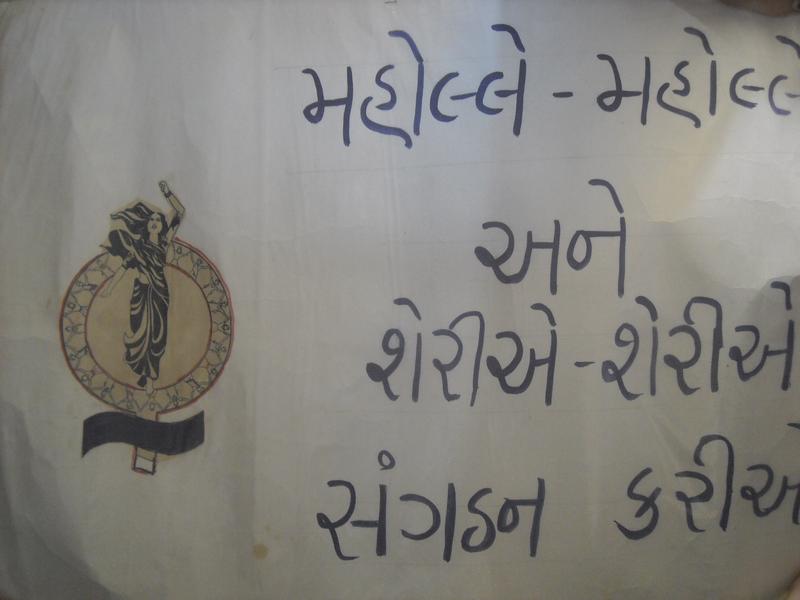 મહોલ્લે - મહોલ્લે
અને
શેરીએ - શેરીએ
સંગઠન કરીએ